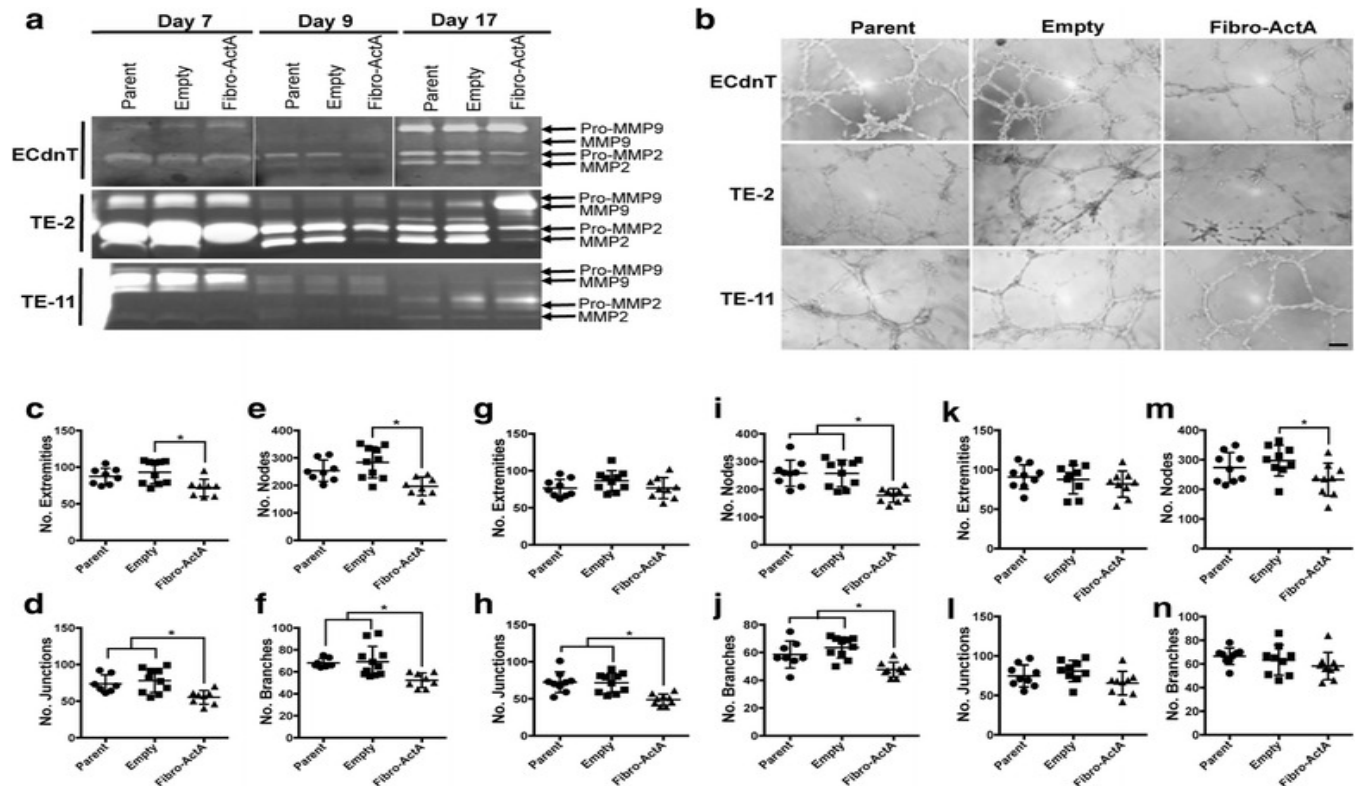 a
Day 7 Day 9 Day 17
Parent Empty Fibro-ActA Parent Empty Fibro-ActA Parent Empty Fibro-ActA
ECdnT
Pro-MMP9
MMP9
Pro-MMP2
MMP2
TE-2
Pro-MMP9
MMP9
Pro-MMP2
MMP2
TE-11
Pro-MMP9
MMP9
Pro-MMP2
MMP2
b
Parent Empty Fibro-ActA
ECdnT
TE-2
TE-11
c
No. Extremities
150
100
50
0
*
Parent Empty Fibro-ActA
d
No. Junctions
150
100
50
0
*
Parent Empty Fibro-ActA
e
No. Nodes
400
300
200
100
0
*
Parent Empty Fibro-ActA
f
No. Branches
100
80
60
40
20
0
*
Parent Empty Fibro-ActA
g
No. Extremities
150
100
50
0
Parent Empty Fibro-ActA
h
No. Junctions
150
100
50
0
*
Parent Empty Fibro-ActA
i
No. Nodes
400
300
200
100
0
*
Parent Empty Fibro-ActA
j
No. Branches
80
60
40
20
0
*
Parent Empty Fibro-ActA
k
No. Extremities
150
100
50
0
Parent Empty Fibro-ActA
l
No. Junctions
150
100
50
0
Parent Empty Fibro-ActA
m
No. Nodes
400
300
200
100
0
*
Parent Empty Fibro-ActA
n
No. Branches
100
80
60
40
20
0
Parent Empty Fibro-ActA